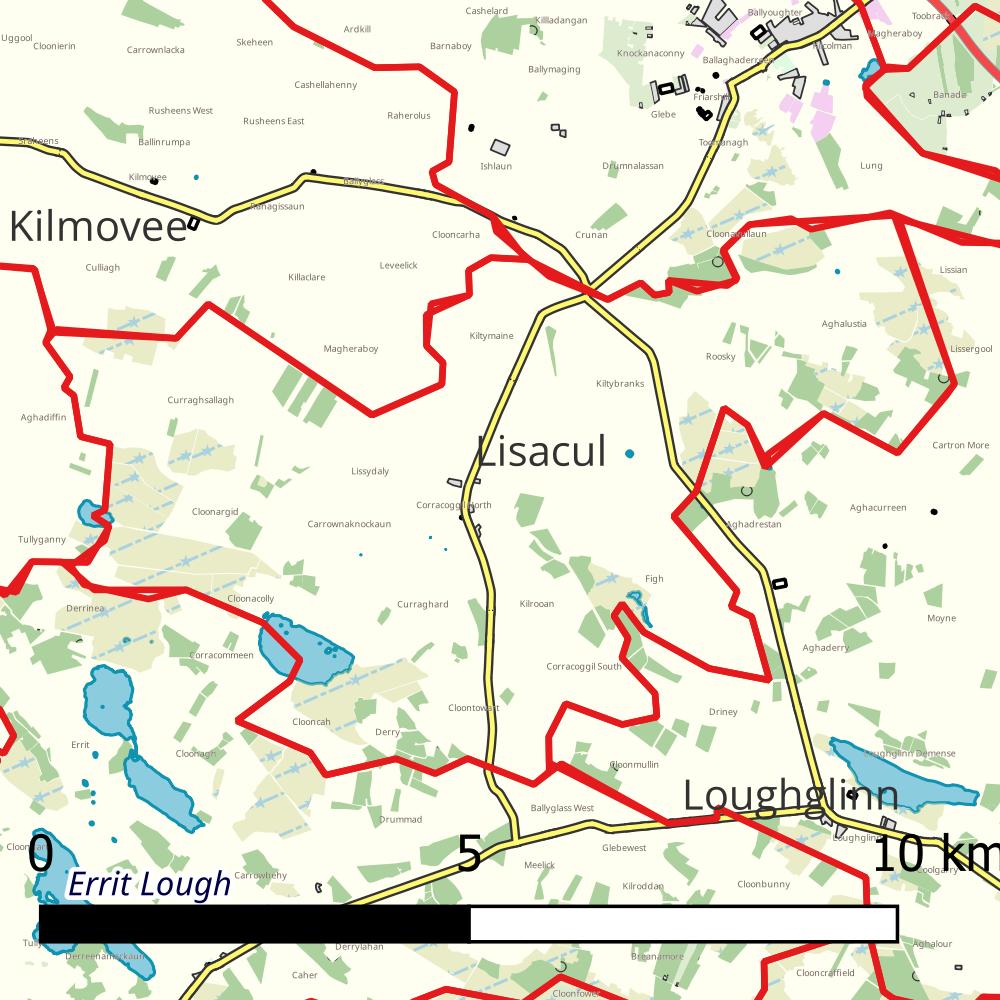 Cashelard
Ballyoughter
Toobrack
Killadangan
Ardkill
Magheraboy
Uggool
Cloonierin
Carrownlacka
Skeheen
Barnaboy
Kilcolman
Knockanaconny
Ballaghaderreen
Ballymaging
Cashellahenny
Friarshill
Banada
Rusheens West
Raherolus
Glebe
Rusheens East
Sraheens
Ballinrumpa
Toomanagh
Ishlaun
Drumnalassan
Lung
Kilmovee
Ballyglass
Ranagissaun
Kilmovee
Clooncarha
Crunan
Culliagh
Leveelick
Lissian
Killaclare
Aghalustia
Kiltymaine
Magheraboy
Roosky
Lissergool
Kiltybranks
Curraghsallagh
Aghadiffin
Cartron More
Lisacul
Lissydaly
Corracoggil North
Cloonargid
Aghacurreen
Carrownaknockaun
Aghadrestan
Tullyganny
Figh
Cloonacolly
Curraghard
Kilrooan
Derrinea
Moyne
Corracommeen
Aghaderry
Corracoggil South
Cloontowart
Driney
Clooncah
Derry
Errit
Cloonagh
Loughglinn Demense
Cloonmullin
Loughglinn
Ballyglass West
Drummad
Loughglinn
Glebewest
0
5
10 km
Meelick
Coolgarry
Errit Lough
Carrowbehy
Kilroddan
Cloonbunny
Derrylahan
Aghalour
Derreenamackaun
Breanamore
Caher
Clooncraffield
Cloonfower